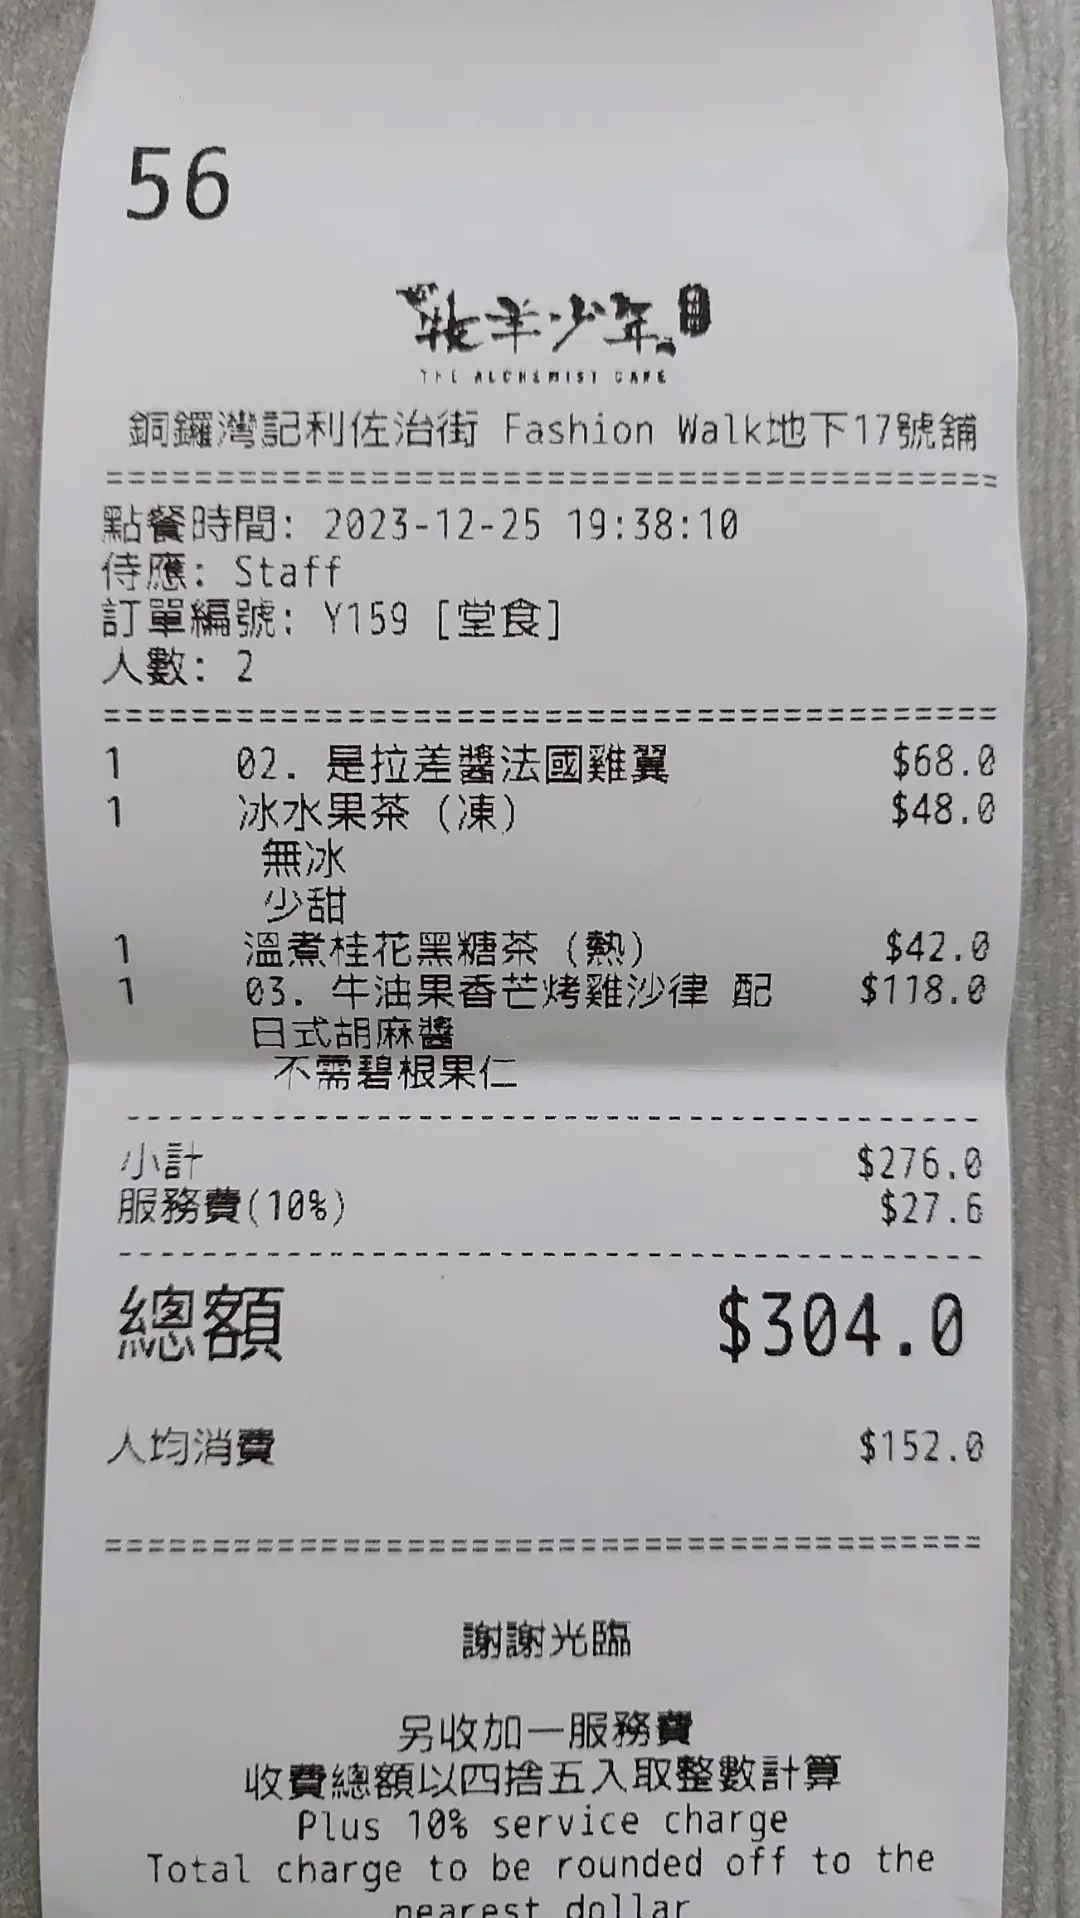 56
牧羊少年
THE ALCHEMIST CAFE
銅鑼灣記利佐治街 Fashion Walk地下17號舖
================================================
點餐時間: 2023-12-25 19:38:10
侍應: Staff
訂單編號: Y159 [堂食]
人數: 2
================================================
1 02. 是拉差醬法國雞翼 $68.0
1 冰水果茶 (凍) $48.0
無冰
少甜
1 溫煮桂花黑糖茶 (熱) $42.0
1 03. 牛油果香芒烤雞沙律 配 $118.0
日式胡麻醬
不需碧根果仁
------------------------------------------------
小計 $276.0
服務費(10%) $27.6
------------------------------------------------
總額 $304.0
人均消費 $152.0
================================================
謝謝光臨
另收加一服務費
收費總額以四捨五入取整數計算
Plus 10% service charge
Total charge to be rounded off to the
nearest dollar